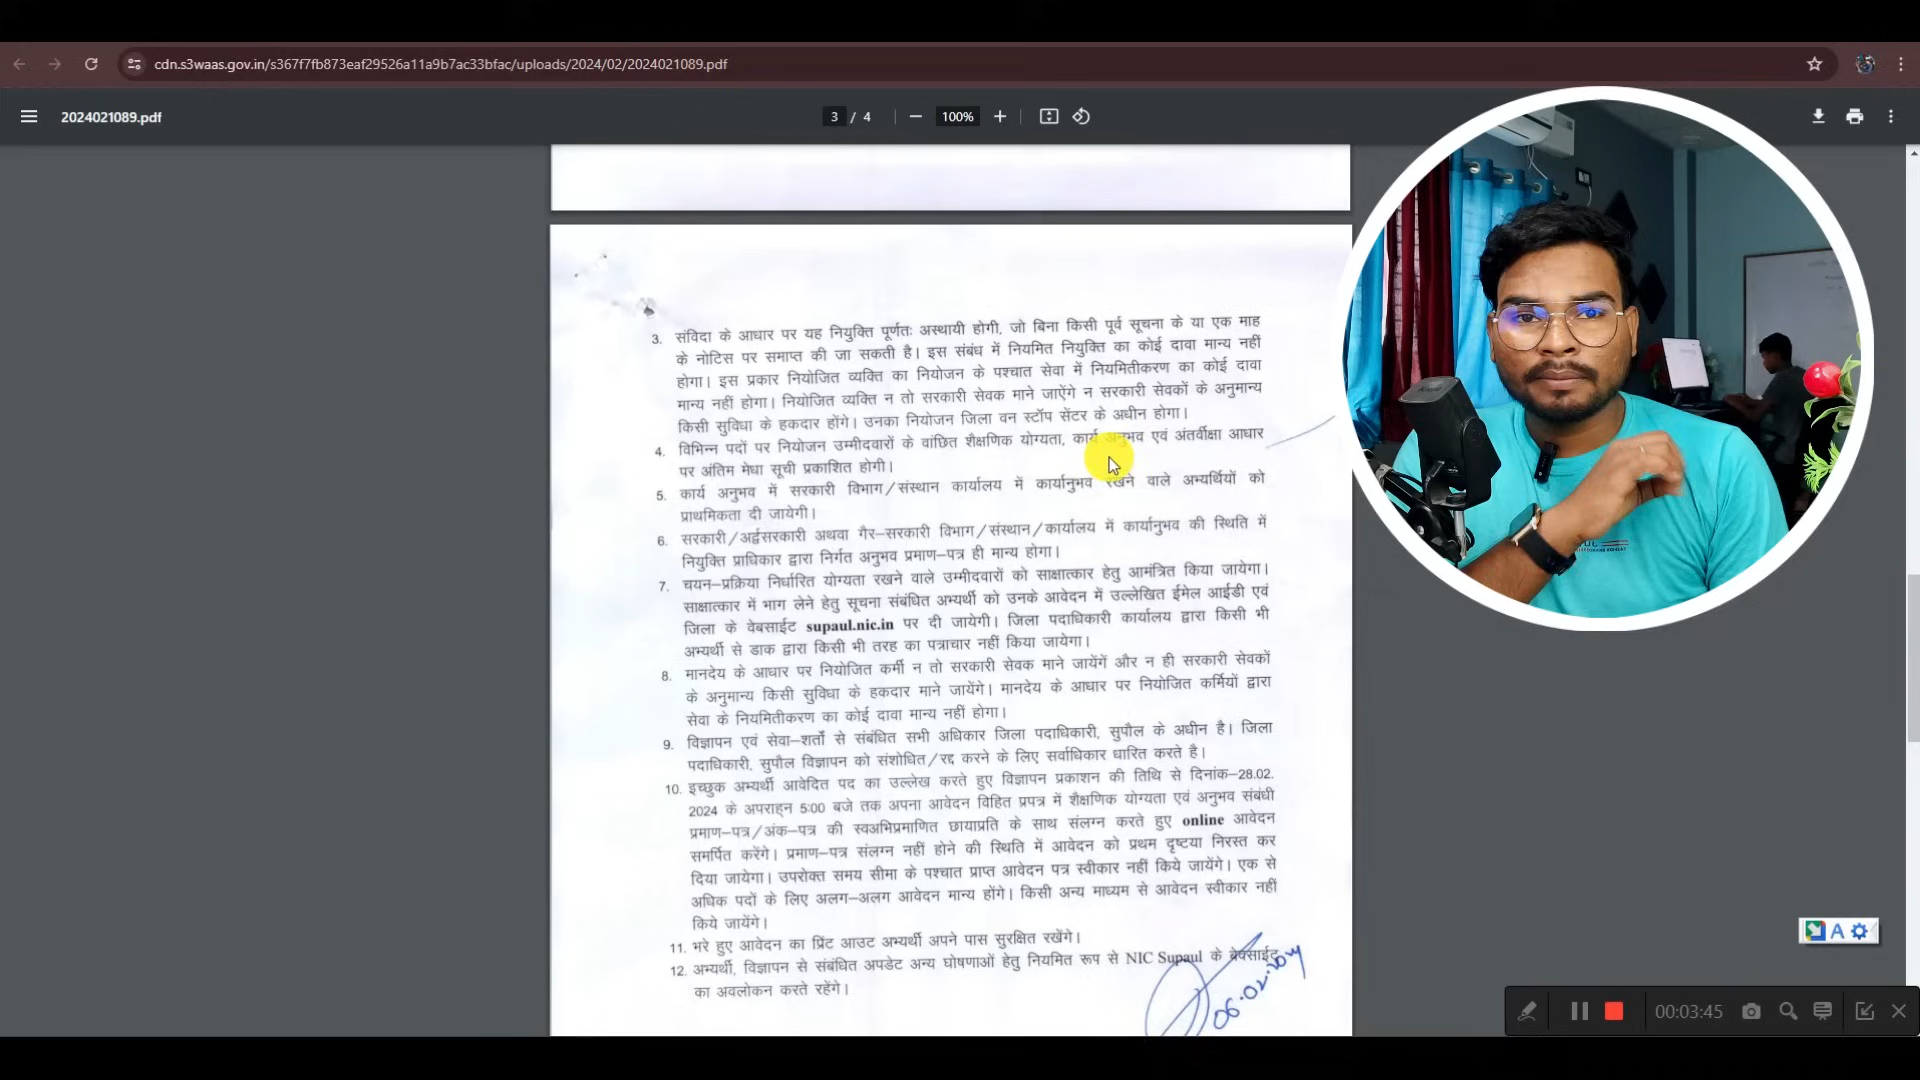 cdn.s3waas.gov.in/s367f7fb873eaf29526a11a9b7ac33bfac/uploads/2024/02/2024021089.pdf
2024021089.pdf
3 / 4
100%
3. संविदा के आधार पर यह नियुक्ति पूर्णतः अस्थायी होगी, जो बिना किसी पूर्व सूचना के या एक माह
के नोटिस पर समाप्त की जा सकती है। इस संबंध में नियमित नियुक्ति का कोई दावा मान्य नहीं
होगा। इस प्रकार नियोजित व्यक्ति का नियोजन के पश्चात सेवा में नियमितीकरण का कोई दावा
मान्य नहीं होगा। नियोजित व्यक्ति न तो सरकारी सेवक माने जाऐंगे न सरकारी सेवकों के अनुमान्य
किसी सुविधा के हकदार होंगे। उनका नियोजन जिला वन स्टॉप सेंटर के अधीन होगा।
4. विभिन्न पदों पर नियोजन उम्मीदवारों के वांछित शैक्षणिक योग्यता, कार्य अनुभव एवं अंतर्वीक्षा आधार
पर अंतिम मेधा सूची प्रकाशित होगी।
5. कार्य अनुभव में सरकारी विभाग/संस्थान कार्यालय में कार्यानुभव रखने वाले अभ्यर्थियों को
प्राथमिकता दी जायेगी।
6. सरकारी/अर्द्वसरकारी अथवा गैर–सरकारी विभाग/संस्थान/कार्यालय में कार्यानुभव की स्थिति में
नियुक्ति प्राधिकार द्वारा निर्गत अनुभव प्रमाण–पत्र ही मान्य होगा।
7. चयन–प्रक्रिया निर्धारित योग्यता रखने वाले उम्मीदवारों को साक्षात्कार हेतु आमंत्रित किया जायेगा।
साक्षात्कार में भाग लेने हेतु सूचना संबंधित अभ्यर्थी को उनके आवेदन में उल्लेखित ईमेल आईडी एवं
जिला के वेबसाईट supaul.nic.in पर दी जायेगी। जिला पदाधिकारी कार्यालय द्वारा किसी भी
अभ्यर्थी से डाक द्वारा किसी भी तरह का पत्राचार नहीं किया जायेगा।
8. मानदेय के आधार पर नियोजित कर्मी न तो सरकारी सेवक माने जायेंगें और न ही सरकारी सेवकों
के अनुमान्य किसी सुविधा के हकदार माने जायेंगे। मानदेय के आधार पर नियोजित कर्मियों द्वारा
सेवा के नियमितीकरण का कोई दावा मान्य नहीं होगा।
9. विज्ञापन एवं सेवा–शर्तो से संबंधित सभी अधिकार जिला पदाधिकारी, सुपौल के अधीन है। जिला
पदाधिकारी, सुपौल विज्ञापन को संशोधित/रद्द करने के लिए सर्वाधिकार धारित करते है।
10. इच्छुक अभ्यर्थी आवेदित पद का उल्लेख करते हुए विज्ञापन प्रकाशन की तिथि से दिनांक–28.02.
2024 के अपराह्न 5:00 बजे तक अपना आवेदन विहित प्रपत्र में शैक्षणिक योग्यता एवं अनुभव संबंधी
प्रमाण–पत्र/अंक–पत्र की स्वअभिप्रमाणित छायाप्रति के साथ संलग्न करते हुए online आवेदन
समर्पित करेंगे। प्रमाण–पत्र संलग्न नहीं होने की स्थिति में आवेदन को प्रथम दृष्टया निरस्त कर
दिया जायेगा। उपरोक्त समय सीमा के पश्चात प्राप्त आवेदन पत्र स्वीकार नहीं किये जायेंगे। एक से
अधिक पदों के लिए अलग–अलग आवेदन मान्य होंगे। किसी अन्य माध्यम से आवेदन स्वीकार नहीं
किये जायेंगे।
11. भरे हुए आवेदन का प्रिंट आउट अभ्यर्थी अपने पास सुरक्षित रखेंगे।
12. अभ्यर्थी, विज्ञापन से संबंधित अपडेट अन्य घोषणाओं हेतु नियमित रूप से NIC Supaul के बेवसाईट
का अवलोकन करते रहेंगे।
06.02.2024
A
00:03:45